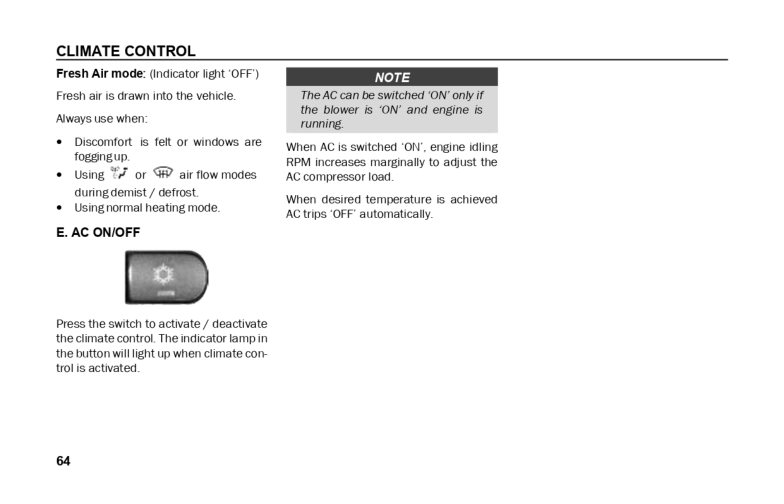 CLIMATE CONTROL
Fresh Air mode: (Indicator light ‘OFF’)
Fresh air is drawn into the vehicle.
Always use when:
• Discomfort is felt or windows are
fogging up.
• Using or air flow modes
during demist / defrost.
• Using normal heating mode.
E. AC ON/OFF
Press the switch to activate / deactivate
the climate control. The indicator lamp in
the button will light up when climate con-
trol is activated.
NOTE
The AC can be switched ‘ON’ only if
the blower is ‘ON’ and engine is
running.
When AC is switched ‘ON’, engine idling
RPM increases marginally to adjust the
AC compressor load.
When desired temperature is achieved
AC trips ‘OFF’ automatically.
64